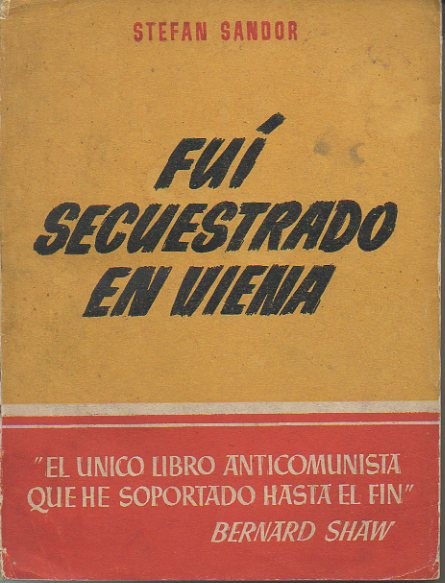 STEFAN SANDOR
FUÍ
SECUESTRADO
EN VIENA
"EL UNICO LIBRO ANTICOMUNISTA
QUE HE SOPORTADO HASTA EL FIN"
BERNARD SHAW